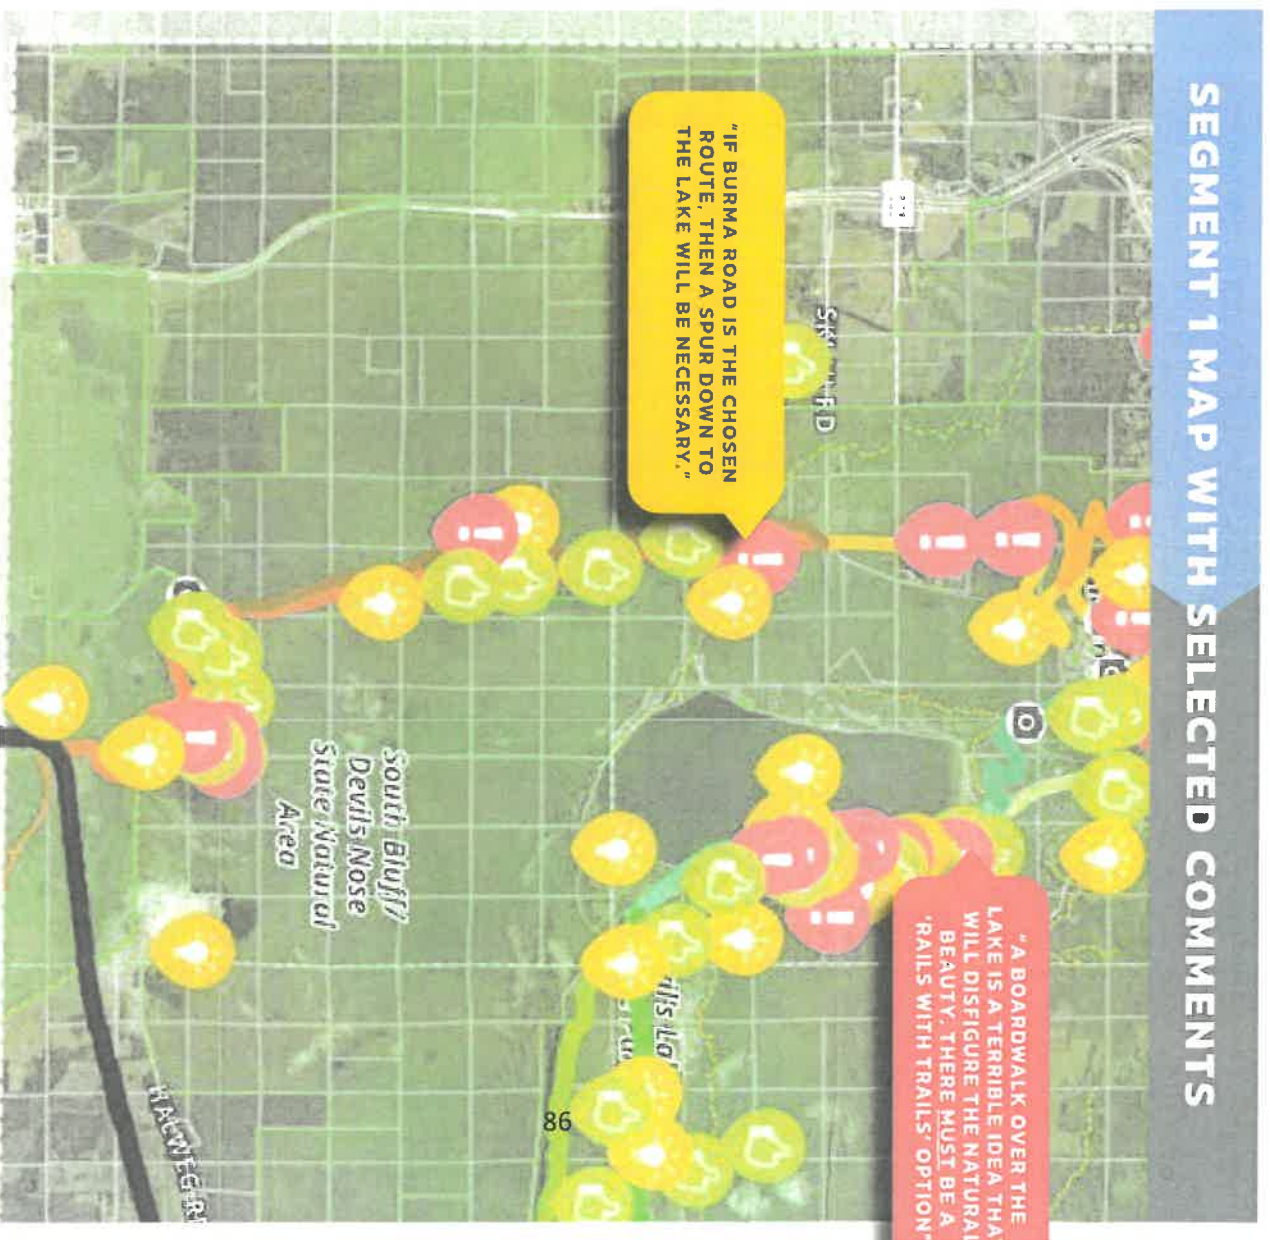 SEGMENT 1 MAP WITH SELECTED COMMENTS
"IF BURMA ROAD IS THE CHOSEN
ROUTE, THEN A SPUR DOWN TO
THE LAKE WILL BE NECESSARY."
"A BOARDWALK OVER THE
LAKE IS A TERRIBLE IDEA THA
WILL DISFIGURE THE NATURAL
BEAUTY. THERE MUST BE A
'RAILS WITH TRAILS' OPTION"
RD
South Bluff/
Devils Nose
State Natural
Area
HALWEG R
86